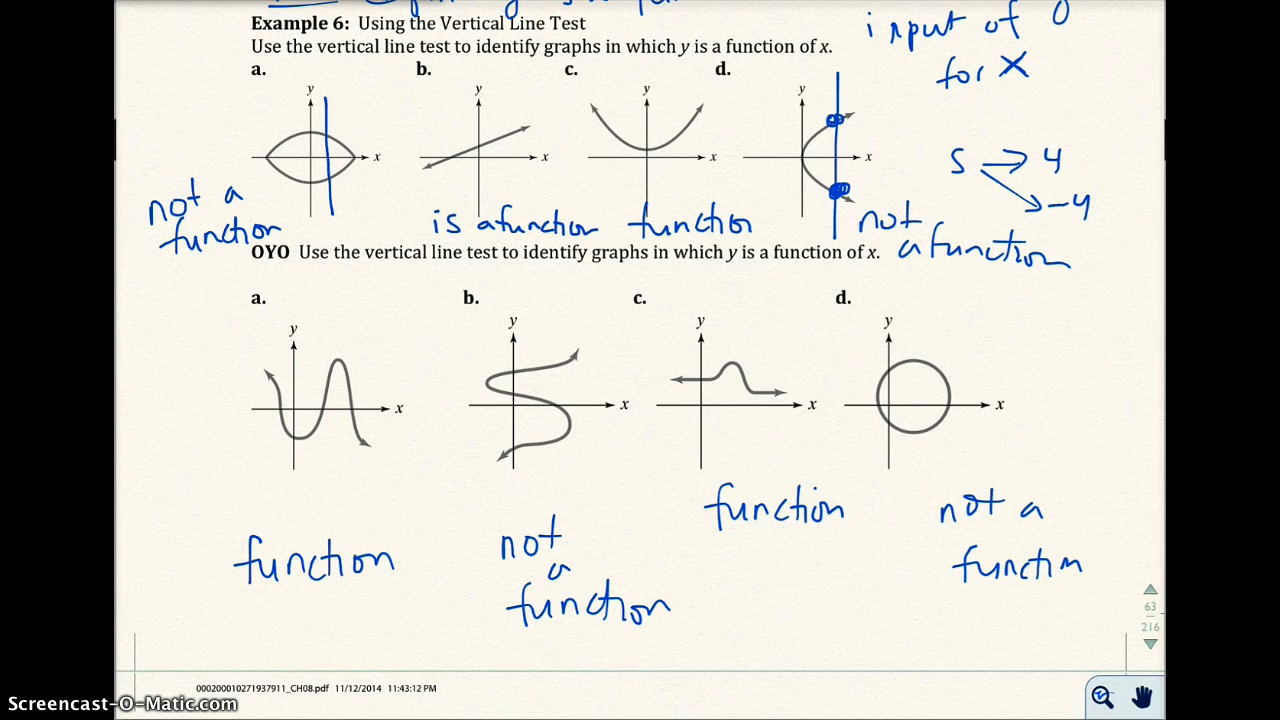 input of 0
for X
Example 6: Using the Vertical Line Test
Use the vertical line test to identify graphs in which y is a function of x.
a. b. c. d.
y y y y
x x x x
5 → 4
-4
not a
function
is a function
function
not
a function
OYO Use the vertical line test to identify graphs in which y is a function of x.
a. b. c. d.
y y y y
x x x x
function
not
a
function
function
not a
function
63
216
000200010271937911_CH08.pdf 11/12/2014 11:43:12 PM
Screencast-O-Matic.com